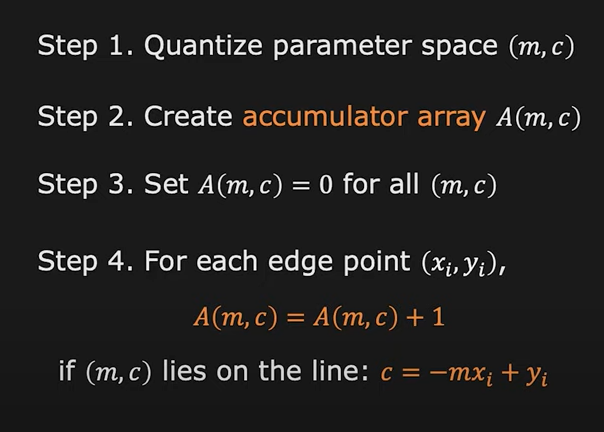 Step 1. Quantize parameter space (m, c)
Step 2. Create accumulator array A(m, c)
Step 3. Set A(m, c) = 0 for all (m, c)
Step 4. For each edge point (xᵢ, yᵢ),
A(m, c) = A(m, c) + 1
if (m, c) lies on the line: c = −mxᵢ + yᵢ